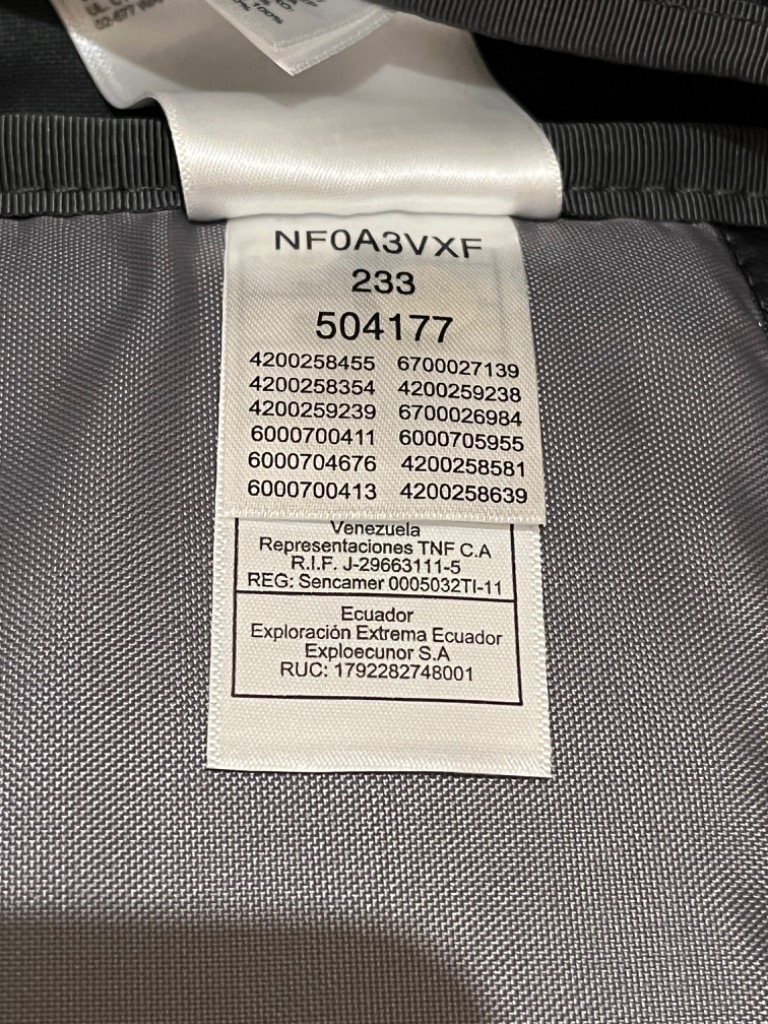 100%
NF0A3VXF
233
504177
4200258455 6700027139
4200258354 4200259238
4200259239 6700026984
6000700411 6000705955
6000704676 4200258581
6000700413 4200258639
Venezuela
Representaciones TNF C.A
R.I.F. J-29663111-5
REG: Sencamer 0005032TI-11
Ecuador
Exploración Extrema Ecuador
Exploecunor S.A
RUC: 1792282748001